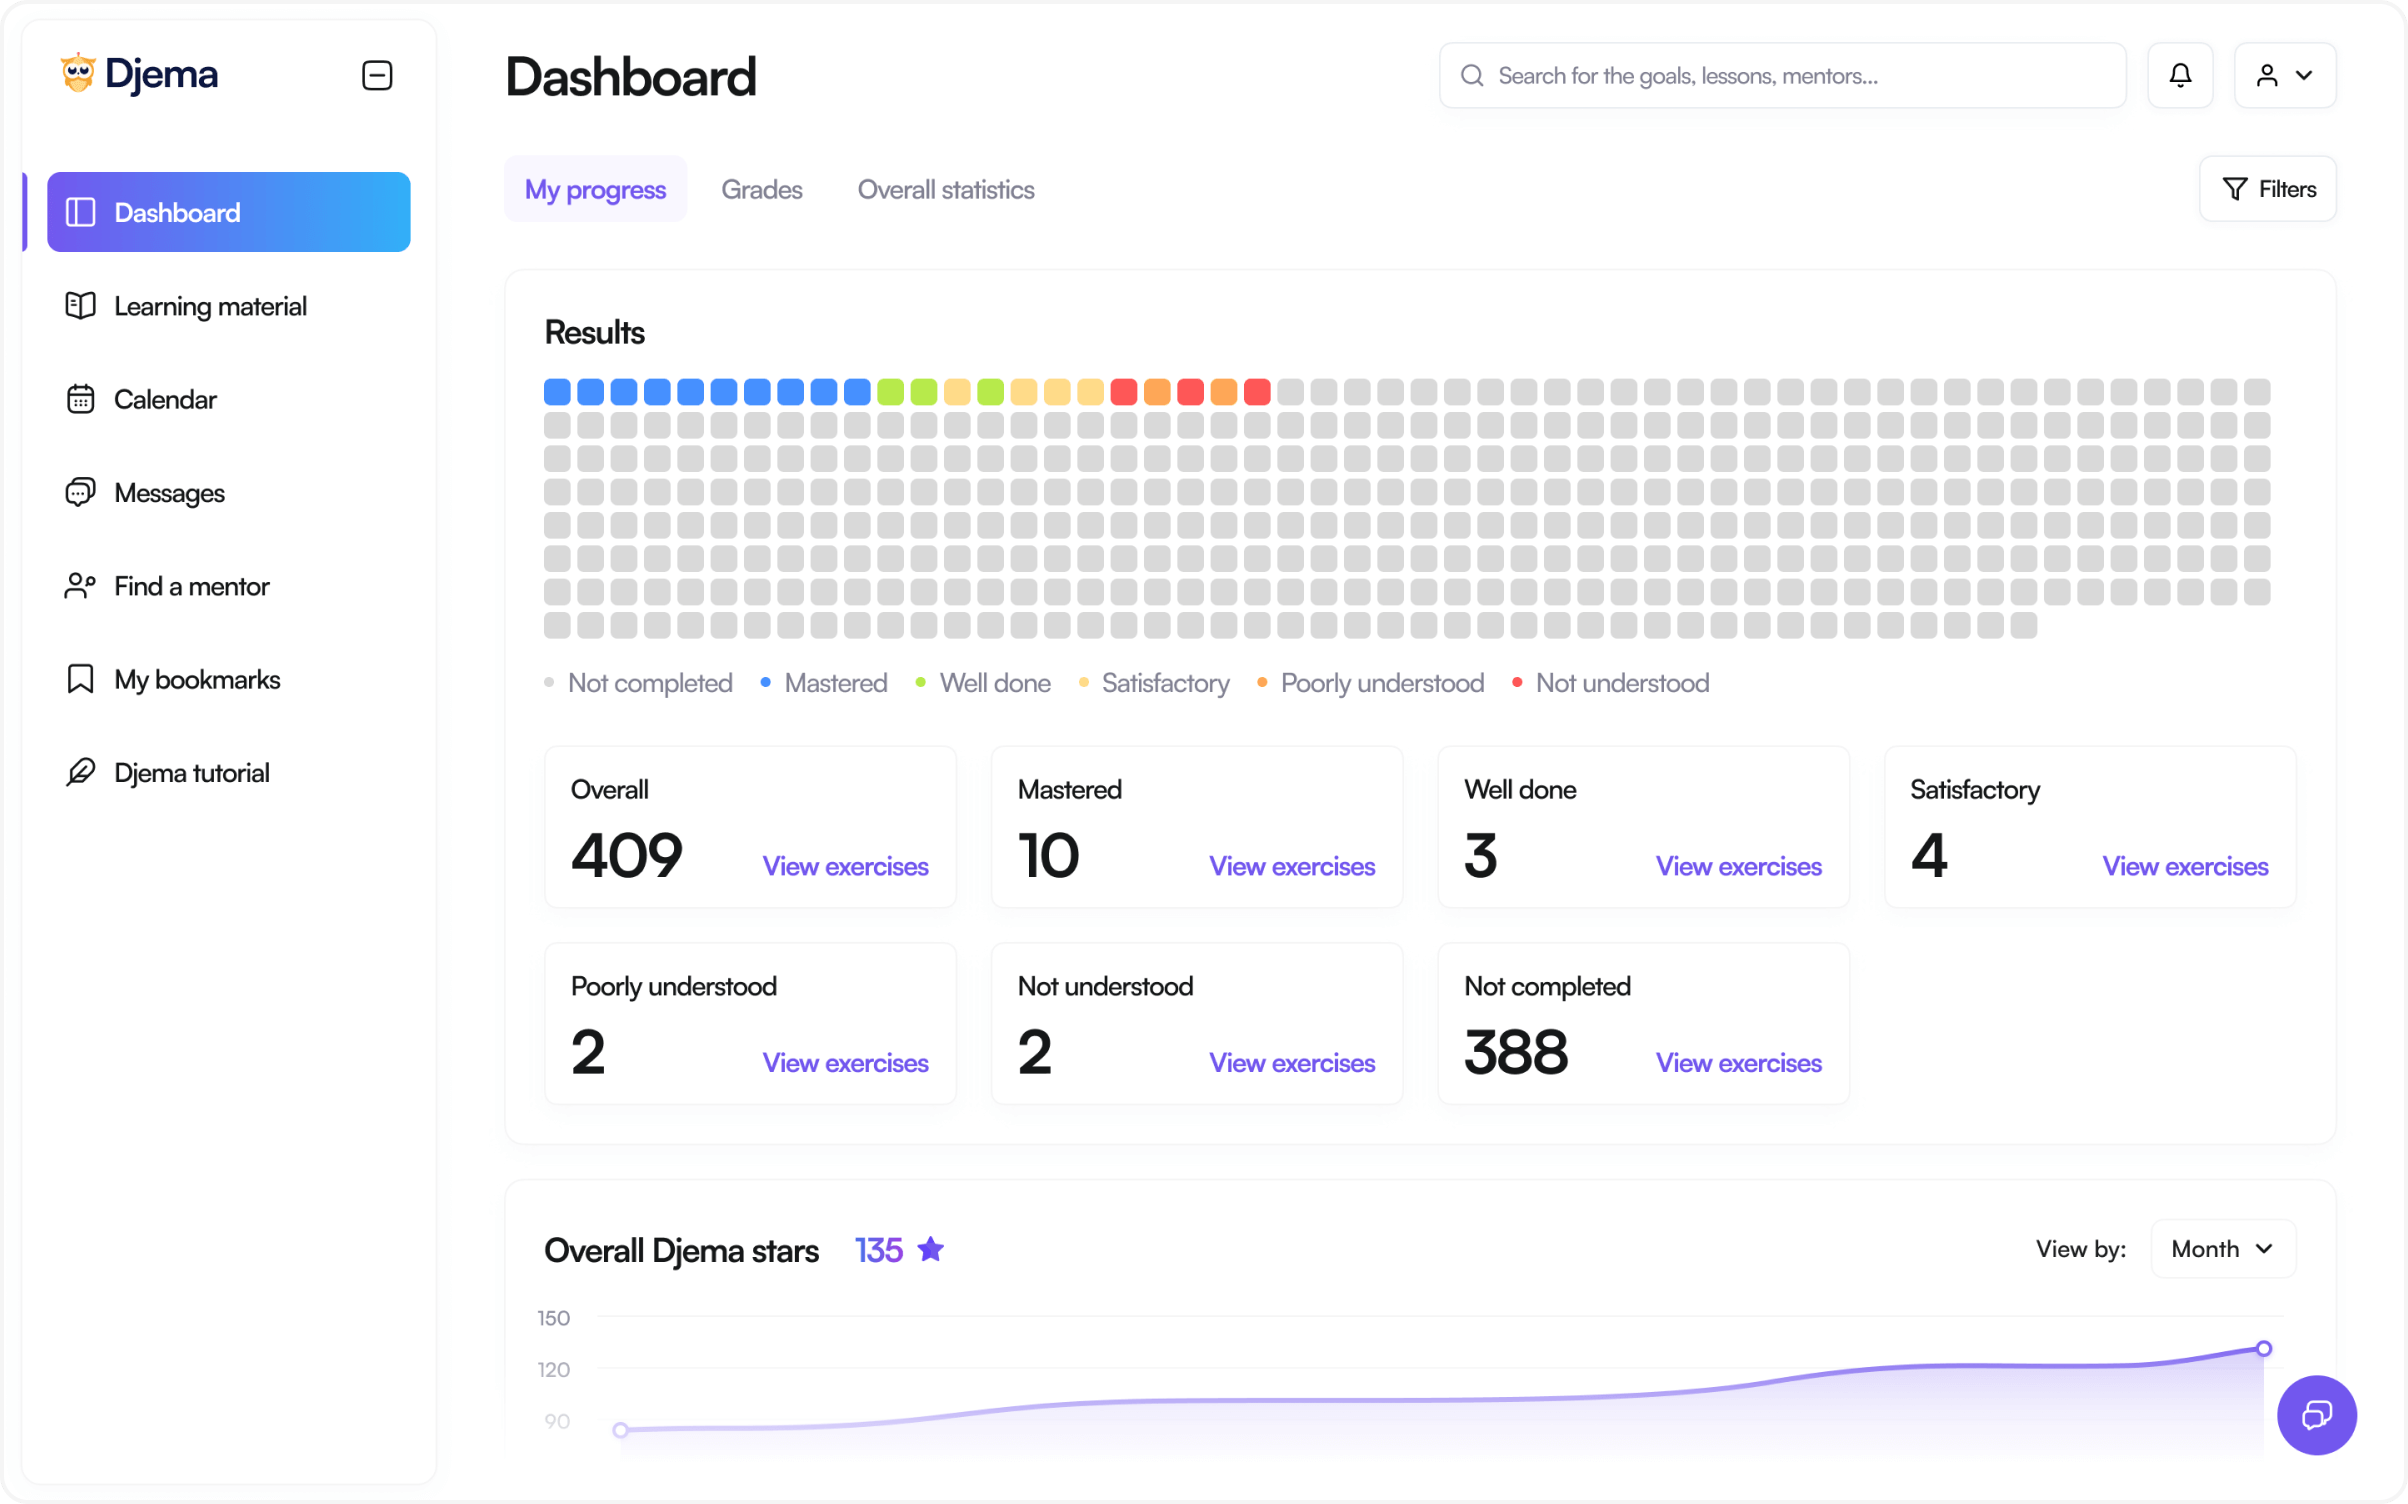 Djema
Dashboard
Search for the goals, lessons, mentors...
Dashboard
Learning material
Calendar
Messages
Find a mentor
My bookmarks
Djema tutorial
My progress
Grades
Overall statistics
Filters
Results
Not completed
Mastered
Well done
Satisfactory
Poorly understood
Not understood
Overall
409
View exercises
Mastered
10
View exercises
Well done
3
View exercises
Satisfactory
4
View exercises
Poorly understood
2
View exercises
Not understood
2
View exercises
Not completed
388
View exercises
Overall Djema stars 135
View by:
Month
150
120
90